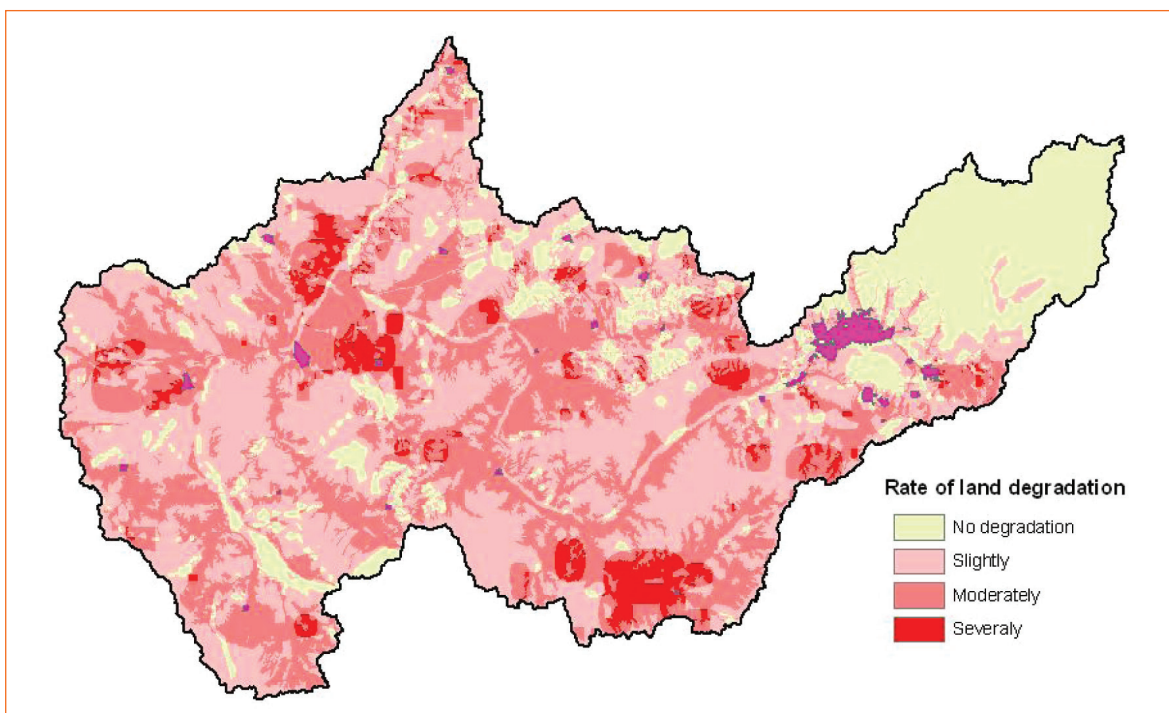 Rate of land degradation
No degradation
Slightly
Moderately
Severaly